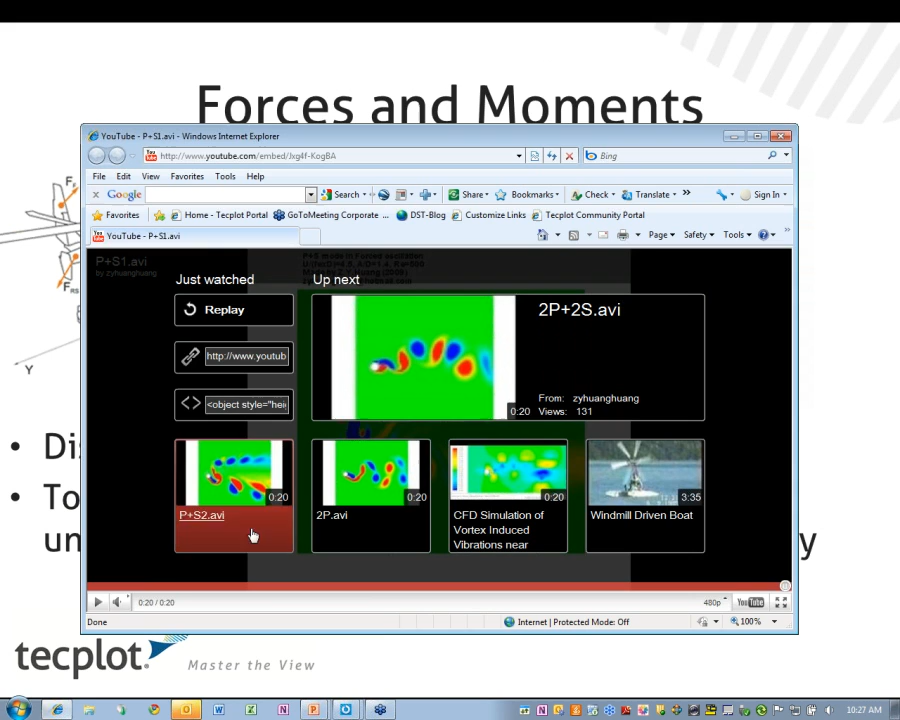 Forces and Moments
YouTube - P+S1.avi - Windows Internet Explorer
http://www.youtube.com/embed/Jxg4f-KogBA
Bing
File Edit View Favorites Tools Help
x Google Search Share Bookmarks Check Translate » Sign In
Favorites Home - Tecplot Portal GoToMeeting Corporate ... DST-Blog Customize Links Tecplot Community Portal
YouTube - P+S1.avi Page Safety Tools »
P+S1.avi
by zyhuanghuang
Just watched Up next
Replay
http://www.youtub
<object style="hei
2P+2S.avi
From: zyhuanghuang
Views: 131
0:20
0:20
P+S2.avi
0:20
2P.avi
0:20
CFD Simulation of
Vortex Induced
Vibrations near
3:35
Windmill Driven Boat
0:20 / 0:20 480p YouTube
Done Internet | Protected Mode: Off 100%
Y
• Di
• To
un y
tecplot. Master the View
10:27 AM